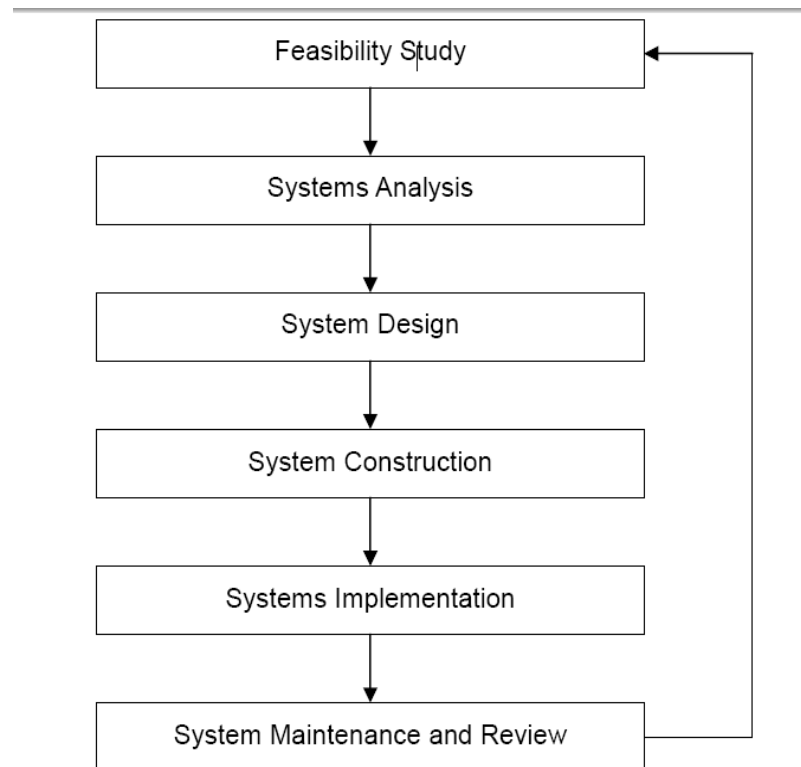 Feasibility Study
Systems Analysis
System Design
System Construction
Systems Implementation
System Maintenance and Review